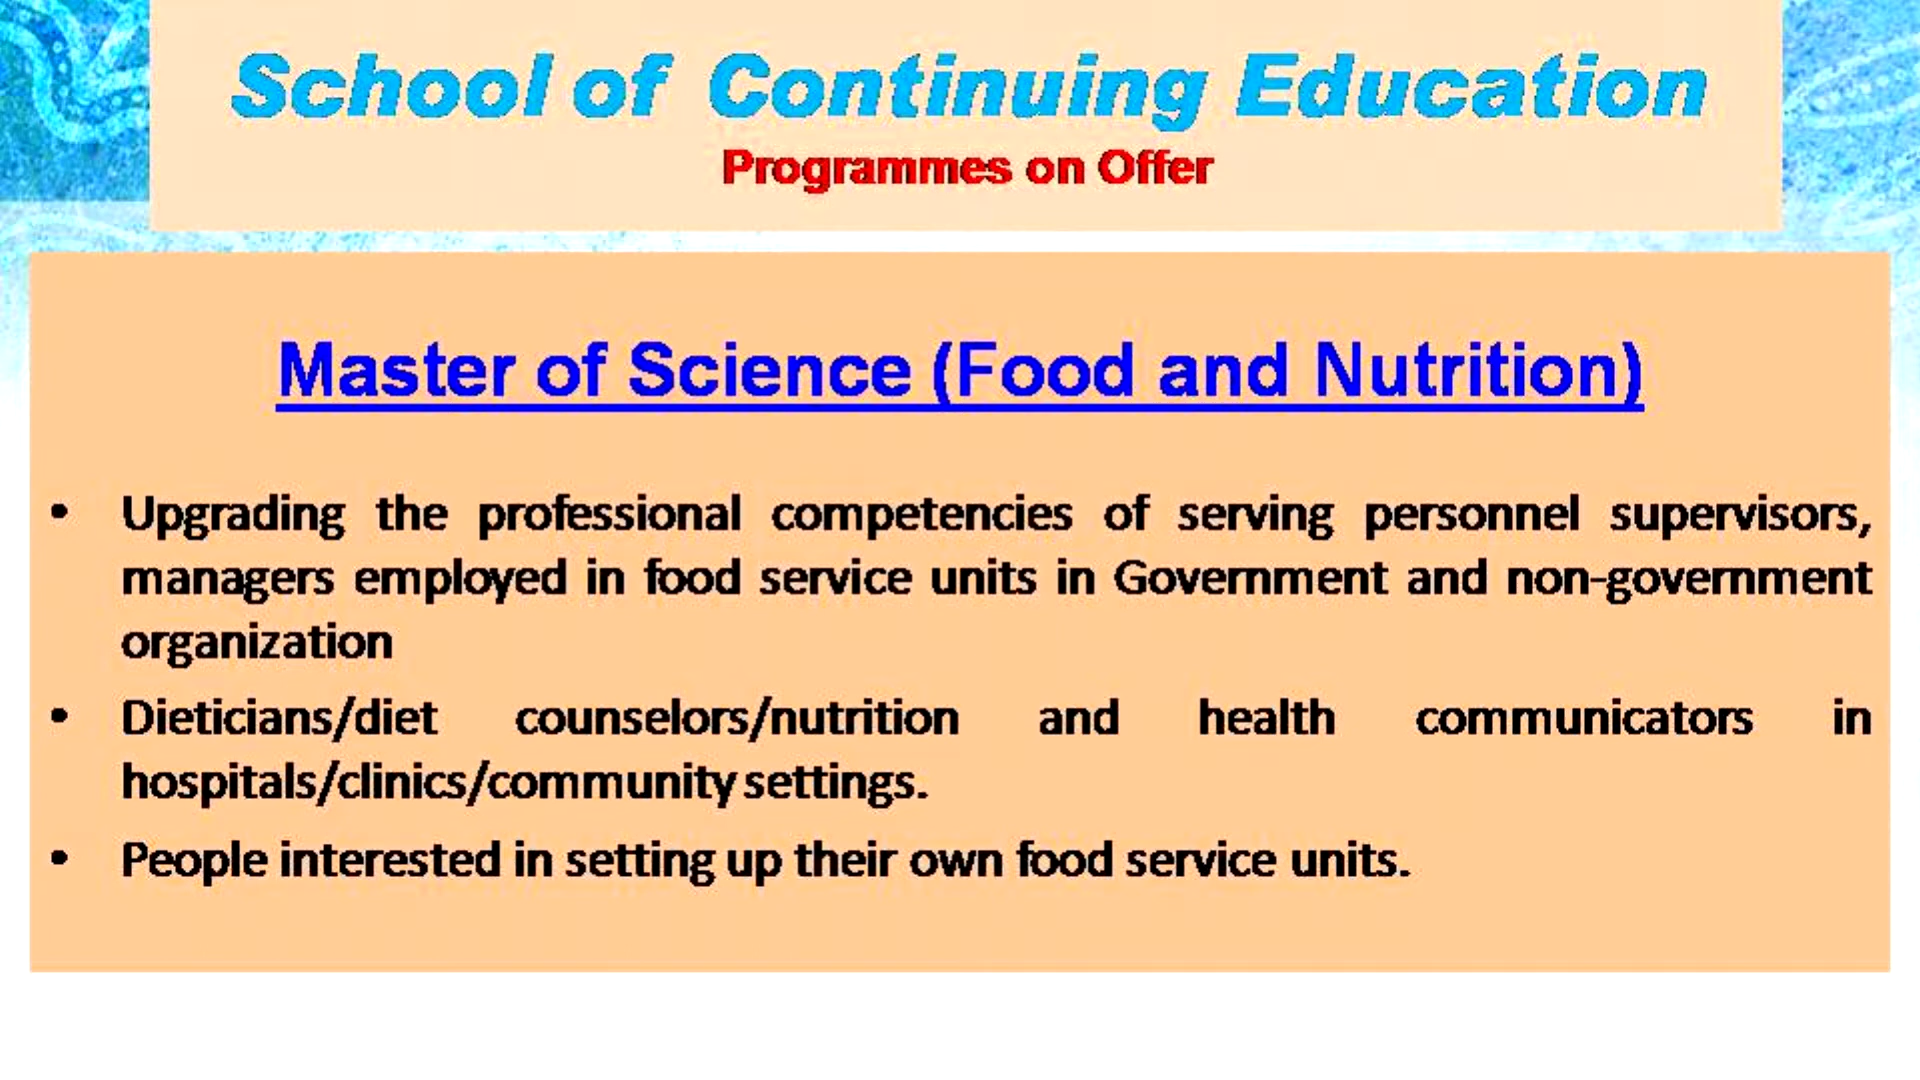 School of Continuing Education
Programmes on Offer
Master of Science (Food and Nutrition)
• Upgrading the professional competencies of serving personnel supervisors,
managers employed in food service units in Government and non-government
organization
• Dieticians/diet counselors/nutrition and health communicators in
hospitals/clinics/community settings.
• People interested in setting up their own food service units.